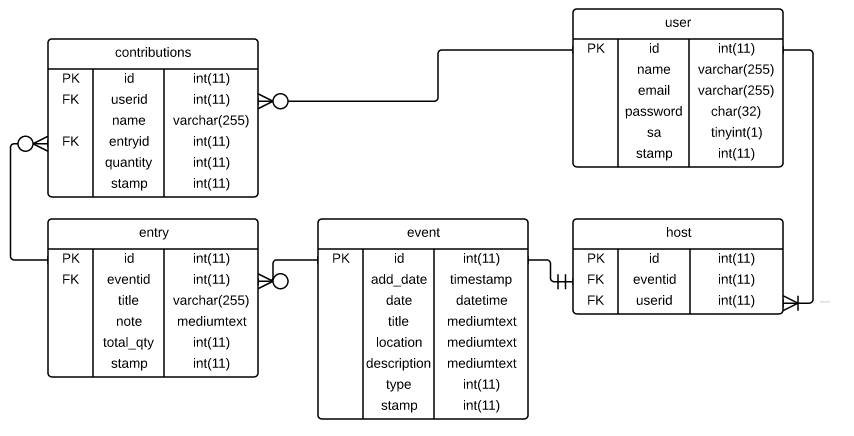 contributions
PK id int(11)
FK userid int(11)
name varchar(255)
FK entryid int(11)
quantity int(11)
stamp int(11)
user
PK id int(11)
name varchar(255)
email varchar(255)
password char(32)
sa tinyint(1)
stamp int(11)
entry
PK id int(11)
FK eventid int(11)
title varchar(255)
note mediumtext
total_qty int(11)
stamp int(11)
event
PK id int(11)
add_date timestamp
date datetime
title mediumtext
location mediumtext
description mediumtext
type int(11)
stamp int(11)
host
PK id int(11)
FK eventid int(11)
FK userid int(11)